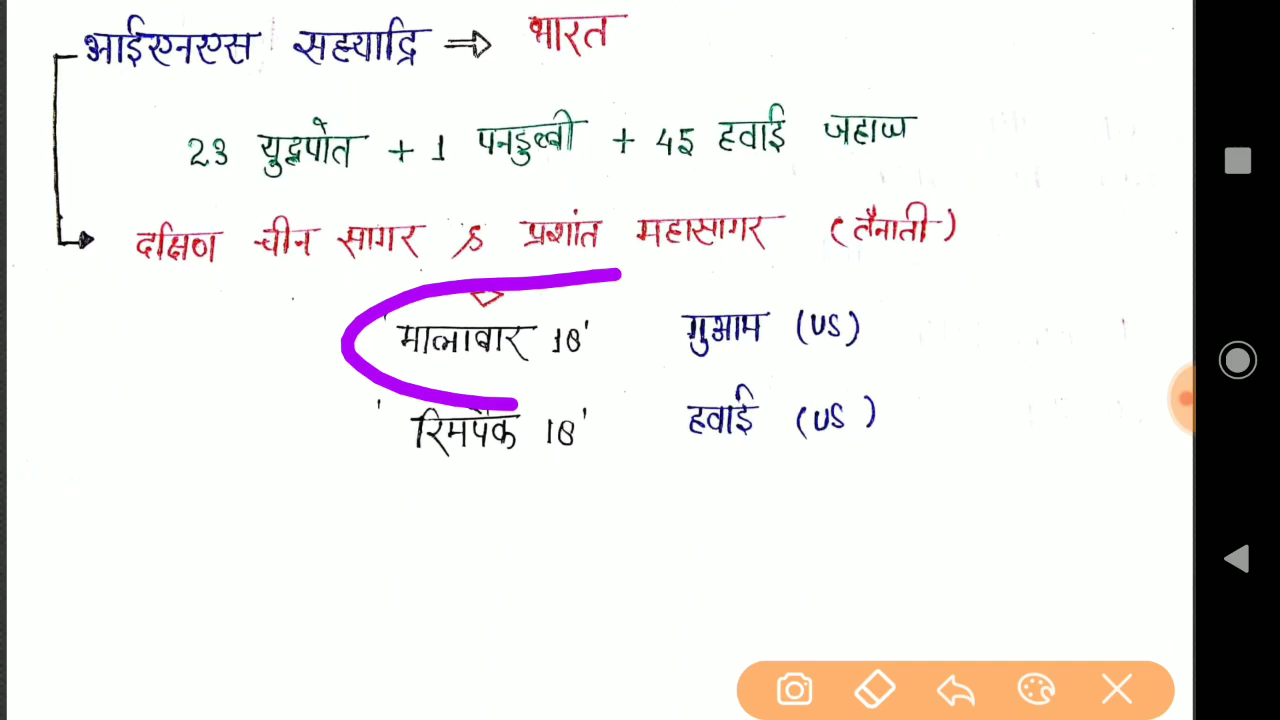 आईएनएस सह्याद्रि ⇒ भारत
23 युद्धपोत + 1 पनडुब्बी + 45 हवाई जहाज
दक्षिण चीन सागर & प्रशांत महासागर (तैनाती)
'मालाबार 18' गुआम (US)
'रिमपैक 18' हवाई (US)